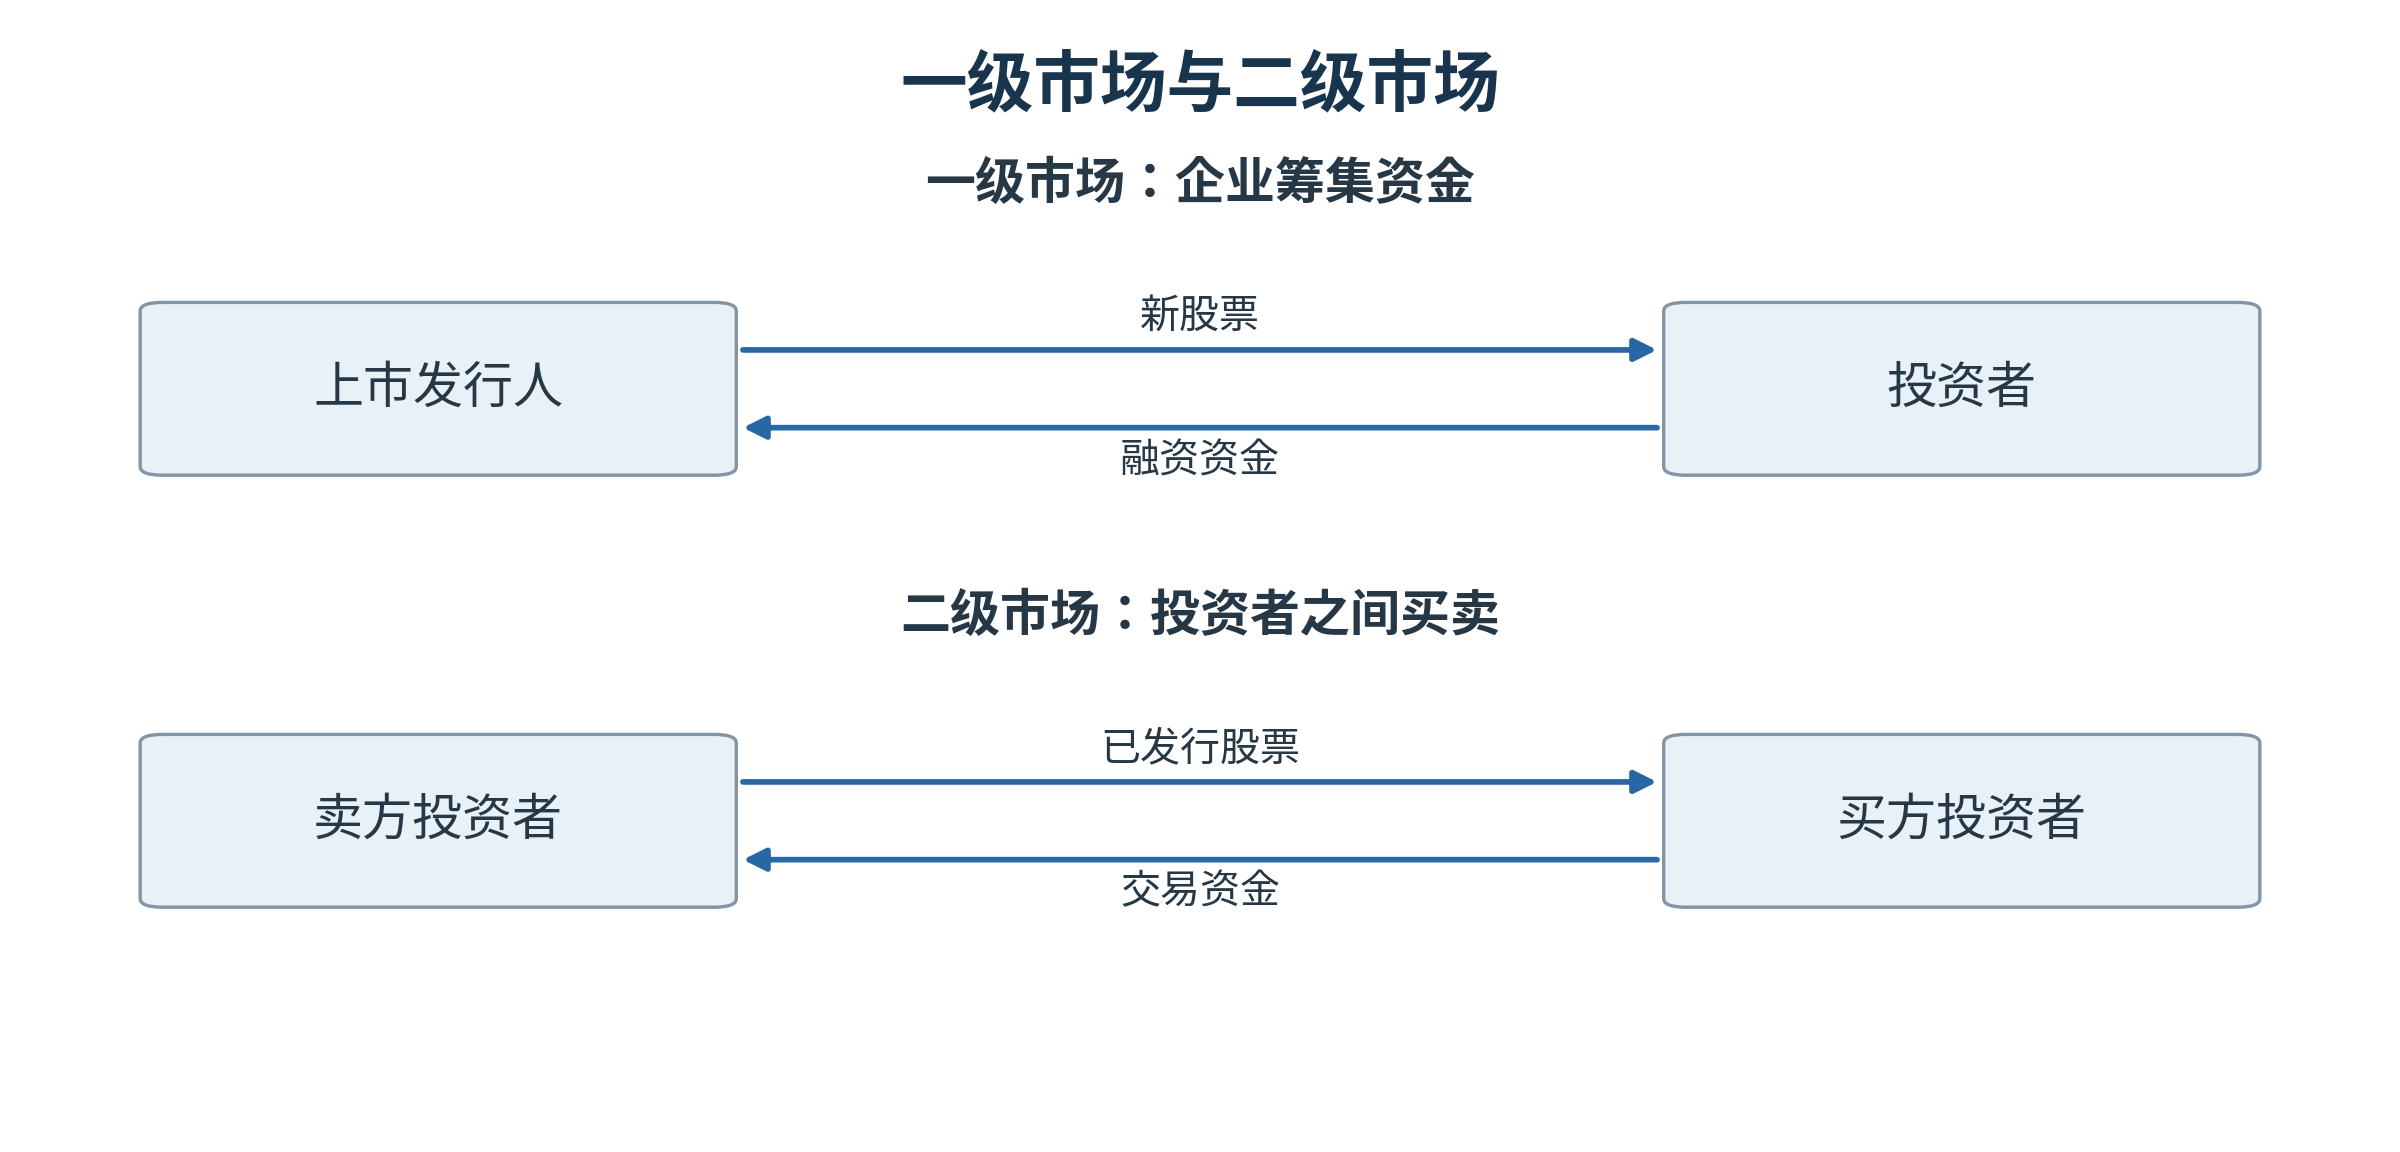 一级市场与二级市场
一级市场：企业筹集资金
新股票
上市发行人
投资者
融资资金
二级市场：投资者之间买卖
已发行股票
卖方投资者
买方投资者
交易资金